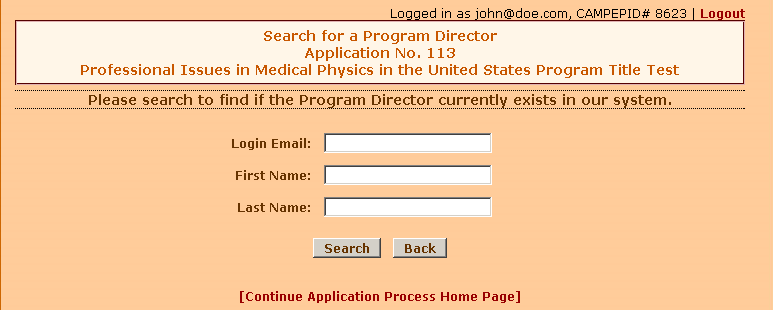 Logged in as john@doe.com, CAMPEPID# 8623 | Logout
Search for a Program Director
Application No. 113
Professional Issues in Medical Physics in the United States Program Title Test
Please search to find if the Program Director currently exists in our system.
Login Email:
First Name:
Last Name:
Search Back
[Continue Application Process Home Page]